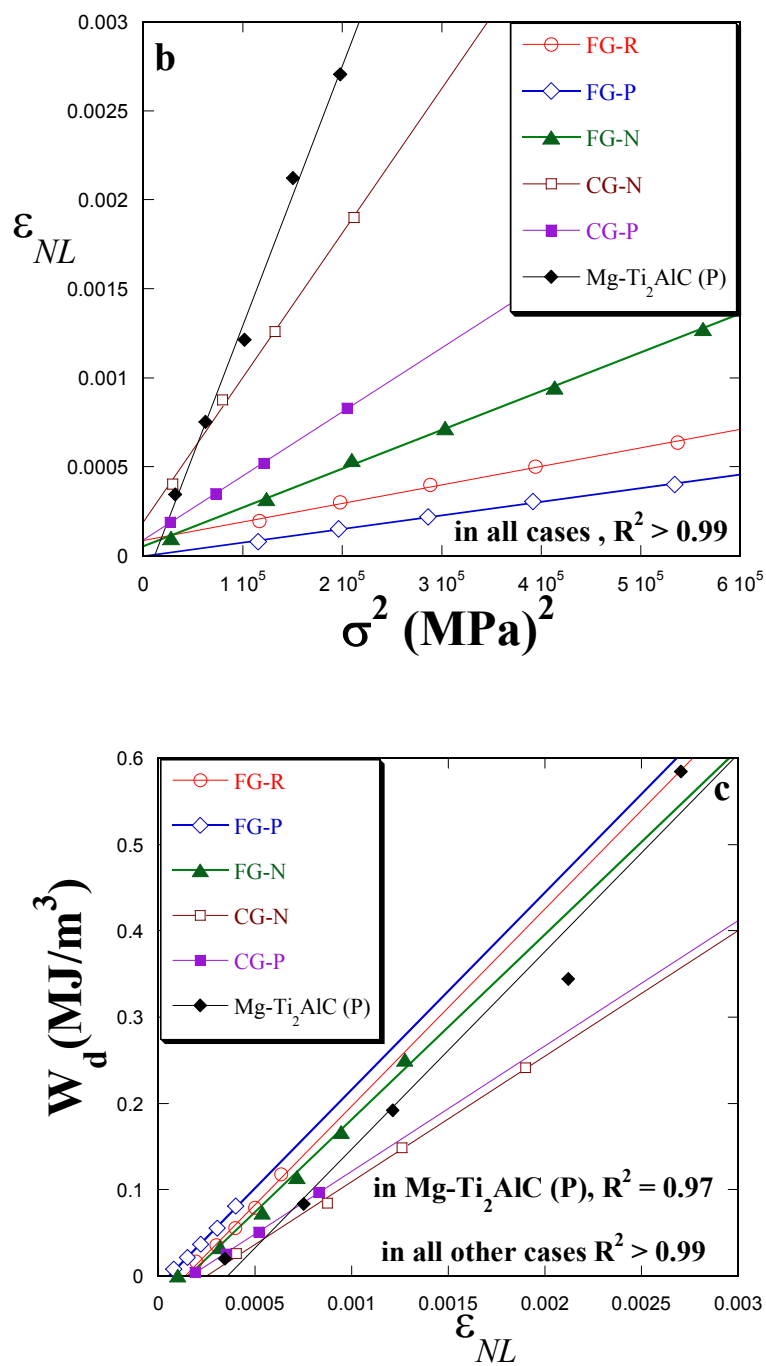 0.003
b
FG-R
FG-P
0.0025
FG-N
0.002
CG-N
ε_NL
CG-P
0.0015
Mg-Ti₂AlC (P)
0.001
0.0005
in all cases , R² > 0.99
0
0 1 10⁵ 2 10⁵ 3 10⁵ 4 10⁵ 5 10⁵ 6 10⁵
σ² (MPa)²
0.6
c
FG-R
FG-P
0.5
FG-N
CG-N
0.4
CG-P
Mg-Ti₂AlC (P)
W_d(MJ/m³)
0.3
0.2
in Mg-Ti₂AlC (P), R² = 0.97
0.1
in all other cases R² > 0.99
0
0 0.0005 0.001 0.0015 0.002 0.0025 0.003
ε_NL